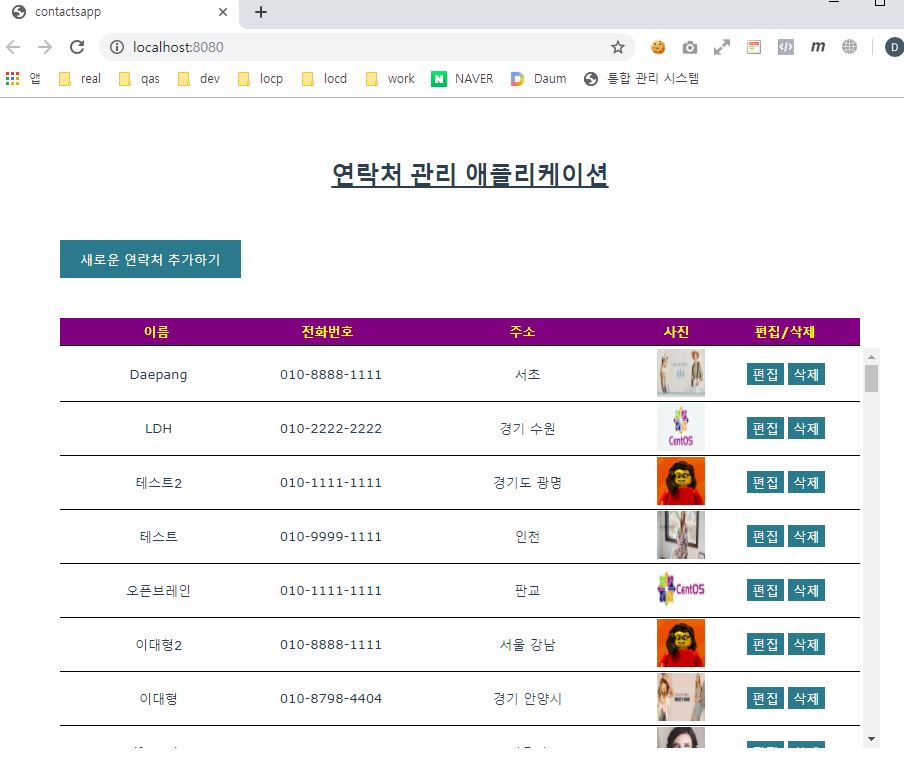 contactsapp
localhost:8080
D
앱 real qas dev locp locd work NAVER Daum 통합 관리 시스템
연락처 관리 애플리케이션
새로운 연락처 추가하기
이름 전화번호 주소 사진 편집/삭제
Daepang 010-8888-1111 서초 편집 삭제
LDH 010-2222-2222 경기 수원 CentOS 편집 삭제
테스트2 010-1111-1111 경기도 광명 편집 삭제
테스트 010-9999-1111 인천 편집 삭제
오픈브레인 010-1111-1111 판교 CentOS 편집 삭제
이대형2 010-8888-1111 서울 강남 편집 삭제
이대형 010-8798-4404 경기 안양시 편집 삭제